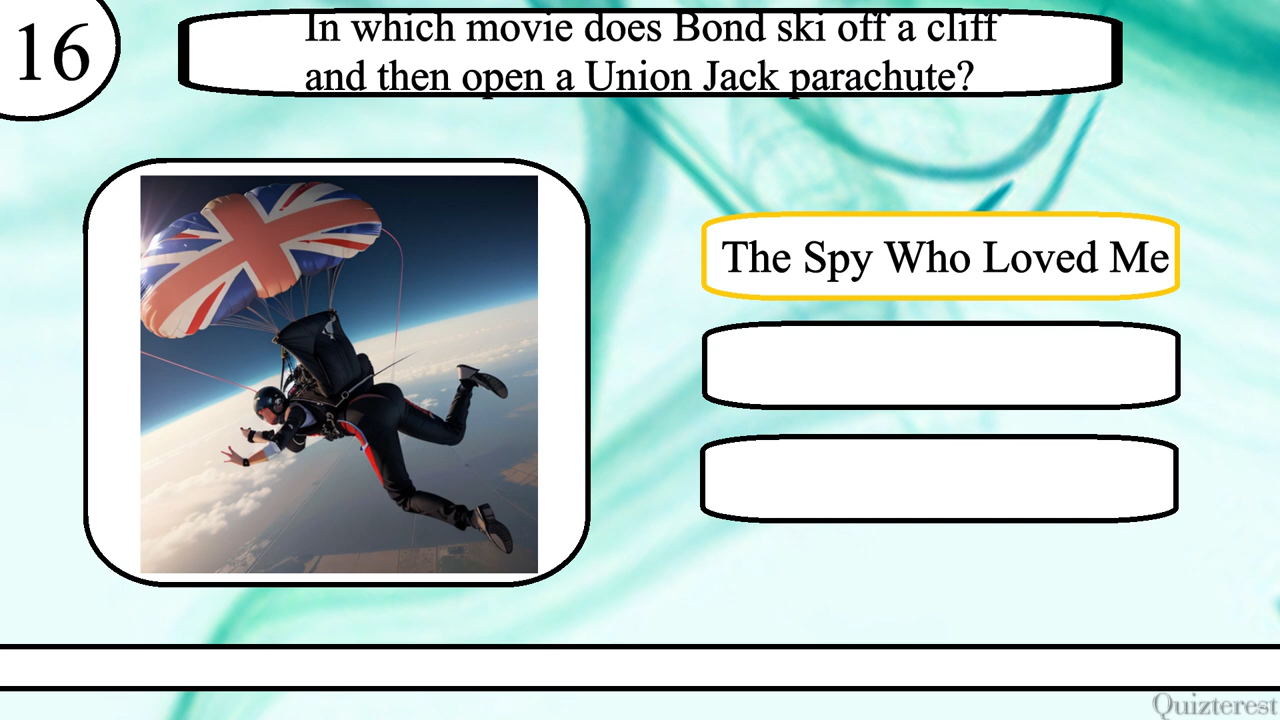 16
In which movie does Bond ski off a cliff
and then open a Union Jack parachute?
The Spy Who Loved Me
Quizterest